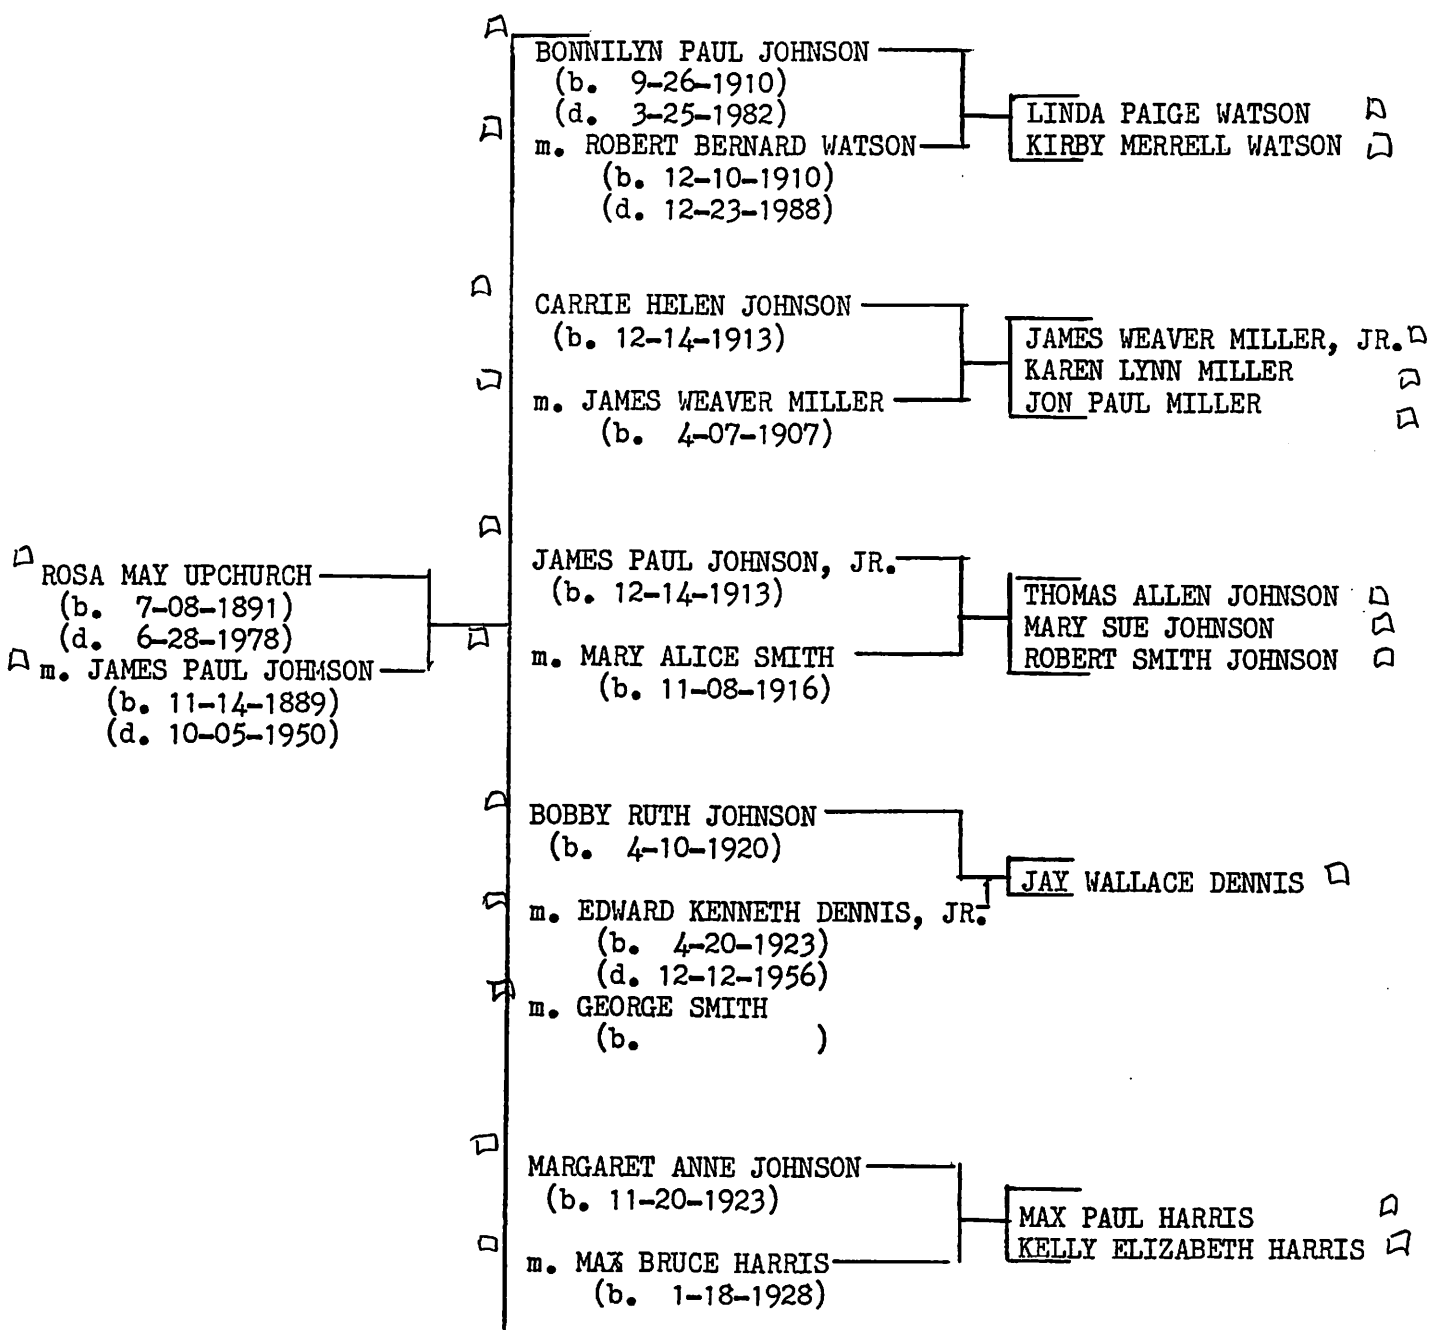 BONNILYN PAUL JOHNSON
(b. 9-26-1910)
(d. 3-25-1982)
m. ROBERT BERNARD WATSON
(b. 12-10-1910)
(d. 12-23-1988)
LINDA PAIGE WATSON
KIRBY MERRELL WATSON
CARRIE HELEN JOHNSON
(b. 12-14-1913)
m. JAMES WEAVER MILLER
(b. 4-07-1907)
JAMES WEAVER MILLER, JR.
KAREN LYNN MILLER
JON PAUL MILLER
ROSA MAY UPCHURCH
(b. 7-08-1891)
(d. 6-28-1978)
m. JAMES PAUL JOHNSON
(b. 11-14-1889)
(d. 10-05-1950)
JAMES PAUL JOHNSON, JR.
(b. 12-14-1913)
m. MARY ALICE SMITH
(b. 11-08-1916)
THOMAS ALLEN JOHNSON
MARY SUE JOHNSON
ROBERT SMITH JOHNSON
BOBBY RUTH JOHNSON
(b. 4-10-1920)
m. EDWARD KENNETH DENNIS, JR.
(b. 4-20-1923)
(d. 12-12-1956)
m. GEORGE SMITH
(b. )
JAY WALLACE DENNIS
MARGARET ANNE JOHNSON
(b. 11-20-1923)
m. MAX BRUCE HARRIS
(b. 1-18-1928)
MAX PAUL HARRIS
KELLY ELIZABETH HARRIS